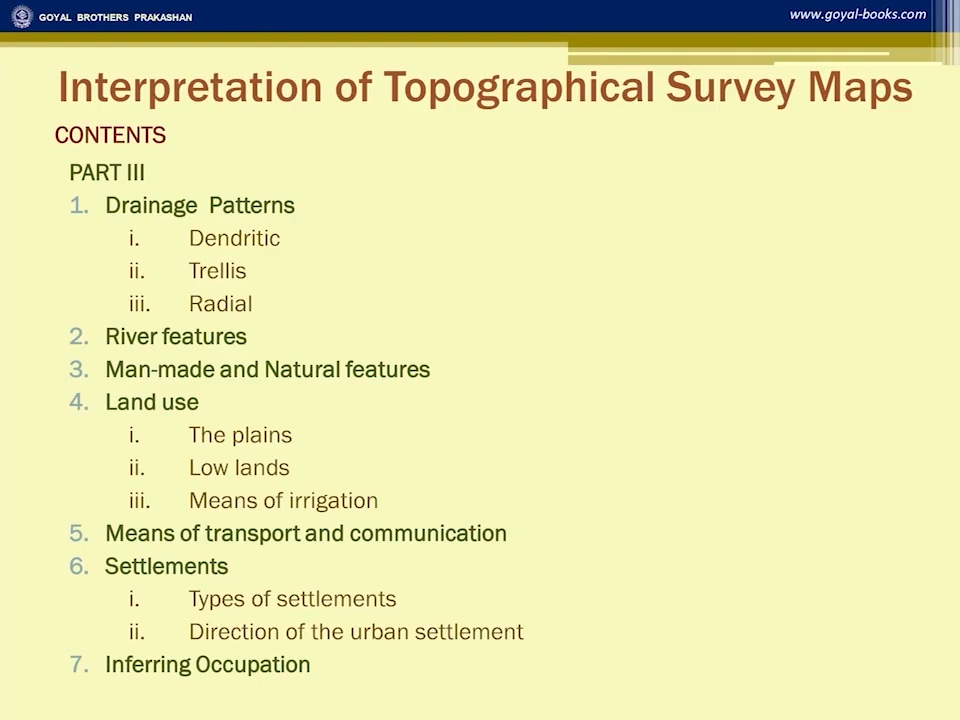 GOYAL BROTHERS PRAKASHAN
www.goyal-books.com
Interpretation of Topographical Survey Maps
CONTENTS
PART III
1. Drainage Patterns
i. Dendritic
ii. Trellis
iii. Radial
2. River features
3. Man-made and Natural features
4. Land use
i. The plains
ii. Low lands
iii. Means of irrigation
5. Means of transport and communication
6. Settlements
i. Types of settlements
ii. Direction of the urban settlement
7. Inferring Occupation